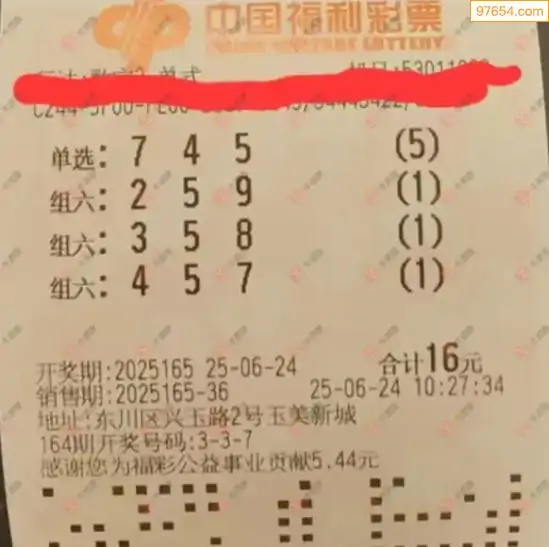 97654.com
中国福利彩票
单选: 7 4 5 (5)
组六: 2 5 9 (1)
组六: 3 5 8 (1)
组六: 4 5 7 (1)
开奖期:2025165 25-06-24 合计16元
销售期:2025165-36 25-06-24 10:27:34
地址:东川区兴玉路2号玉美新城
164期开奖号码:3-3-7
感谢您为福彩公益事业贡献5.44元